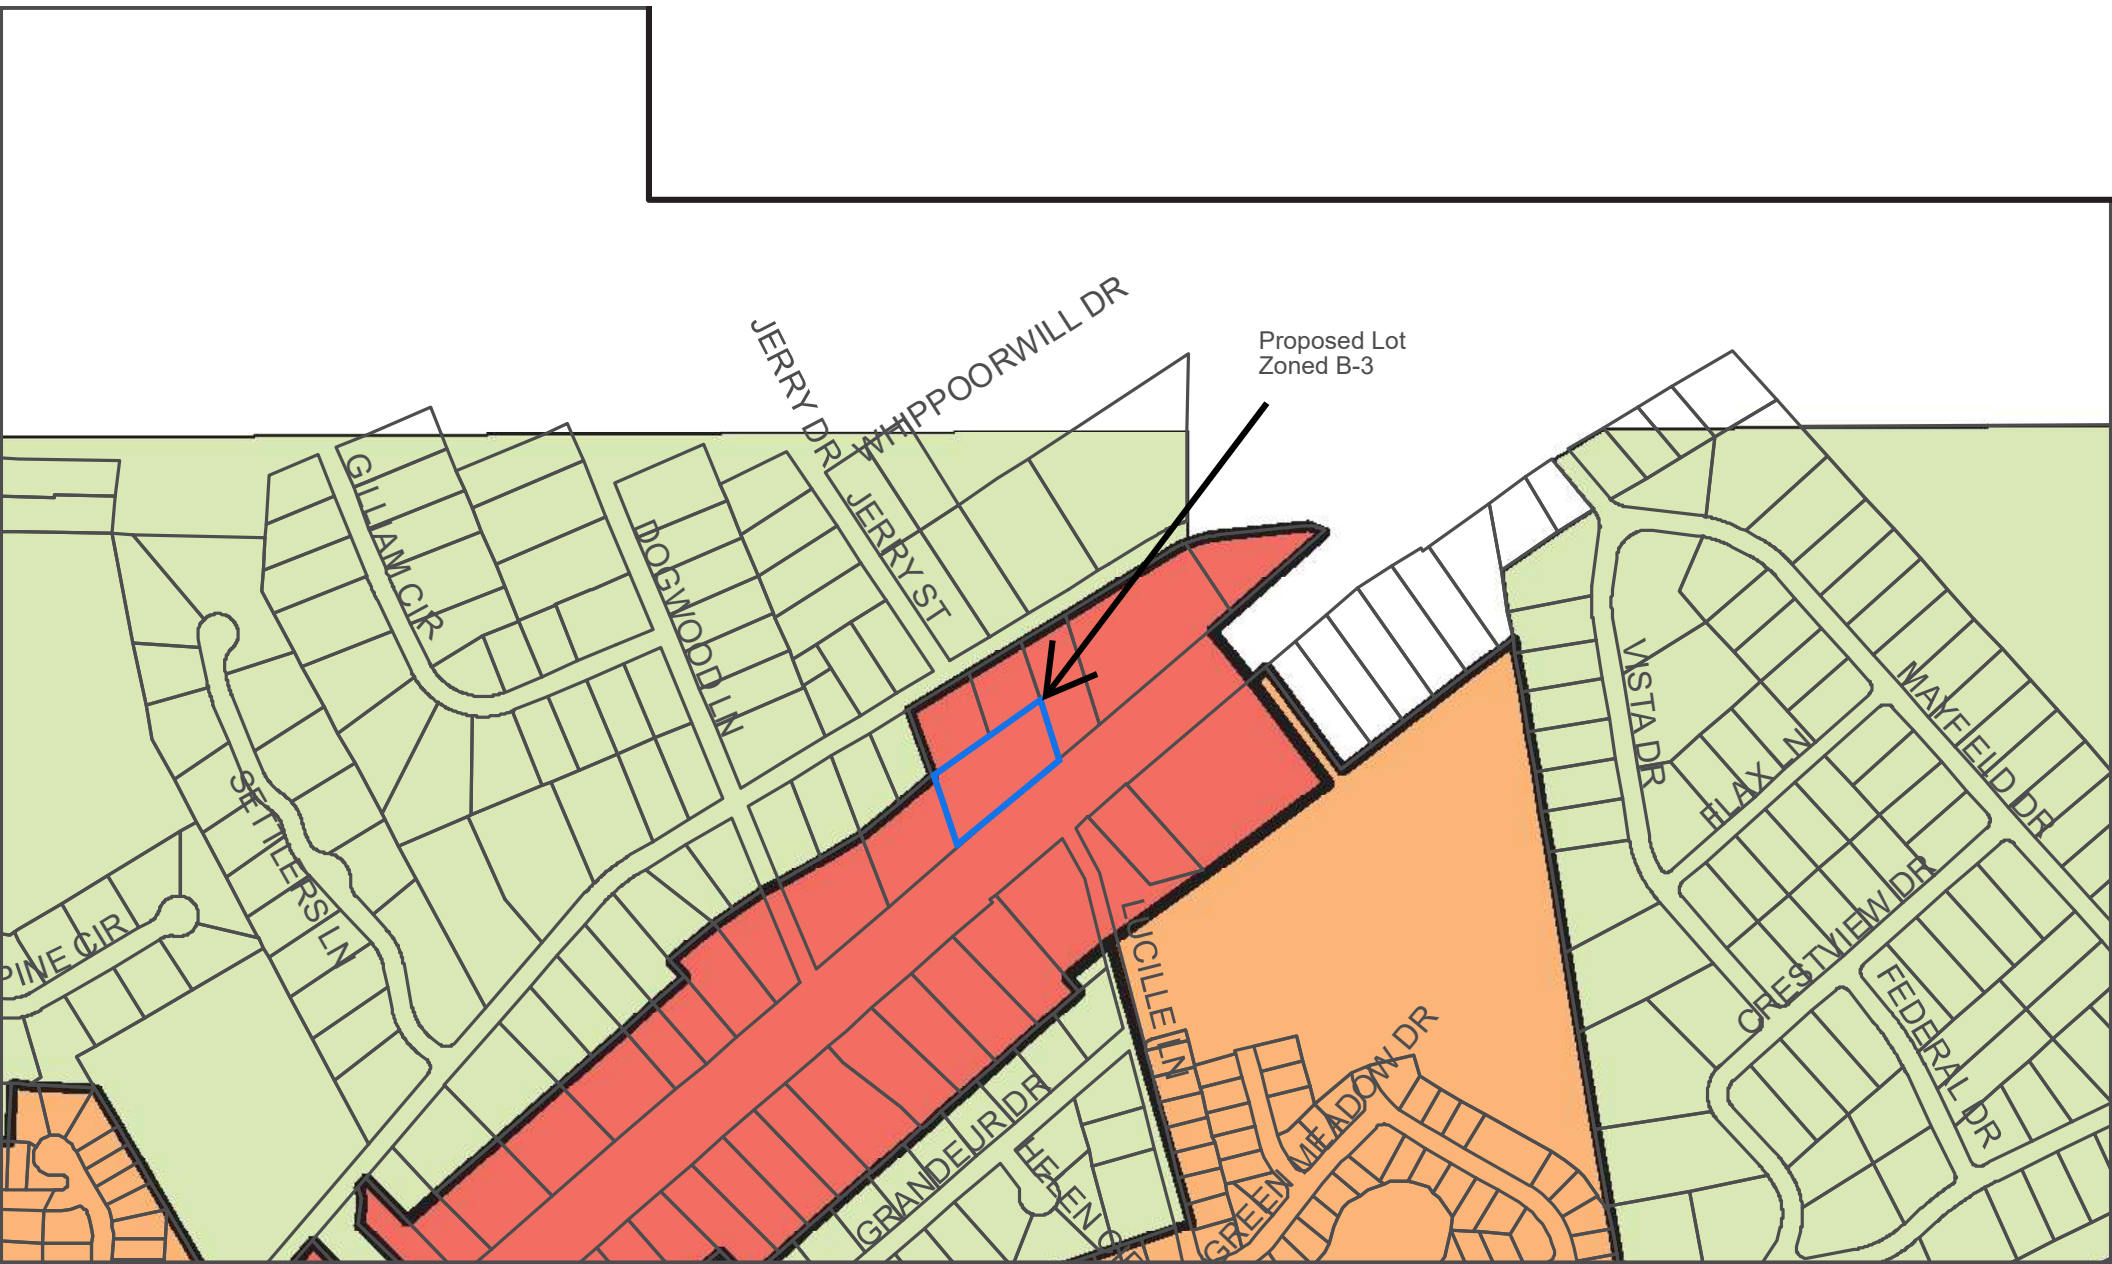 WHIPPOORWILL DR
JERRY DR
Proposed Lot
Zoned B-3
GILLIAM CIR
JERRY ST
DOGWOOD LN
VISTA DR
MAYFIELD DR
FLAX LN
SETTLERS LN
CRESTVIEW DR
PINE CIR
LUCILLE LN
FEDERAL DR
GREEN MEADOW DR
GRANDEUR DR
HELEN C